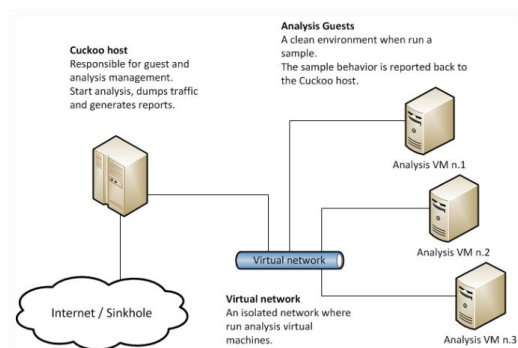 Cuckoo host
Responsible for guest and
analysis management.
Start analysis, dumps traffic
and generates reports.
Analysis Guests
A clean environment when run a
sample.
The sample behavior is reported back to
the Cuckoo host.
Analysis VM n.1
Analysis VM n.2
Virtual network
Internet / Sinkhole
Virtual network
An isolated network where
run analysis virtual
machines.
Analysis VM n.3